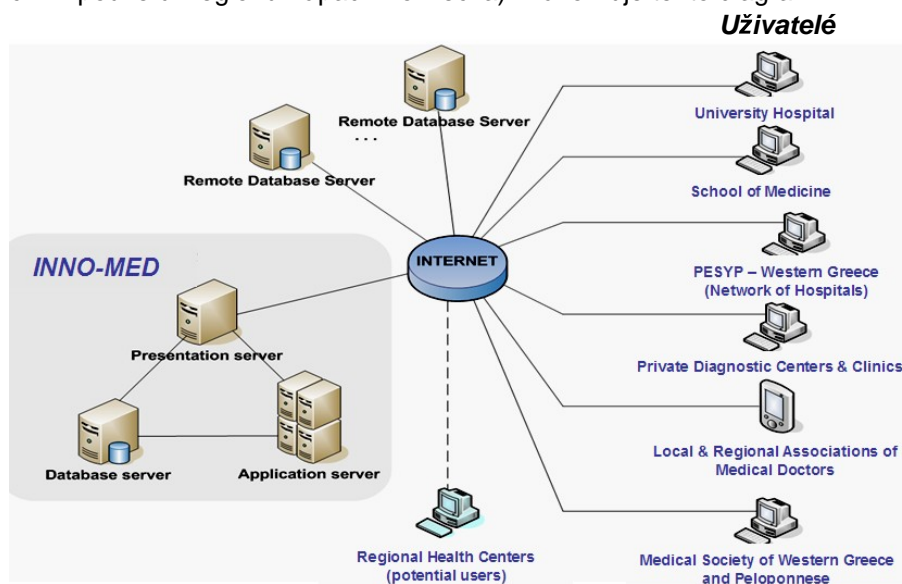 Uživatelé
Remote Database Server
. . .
Remote Database Server
University Hospital
School of Medicine
INTERNET
INNO-MED
PESYP – Western Greece
(Network of Hospitals)
Presentation server
Private Diagnostic Centers & Clinics
Database server
Application server
Local & Regional Associations of
Medical Doctors
Regional Health Centers
(potential users)
Medical Society of Western Greece
and Peloponnese